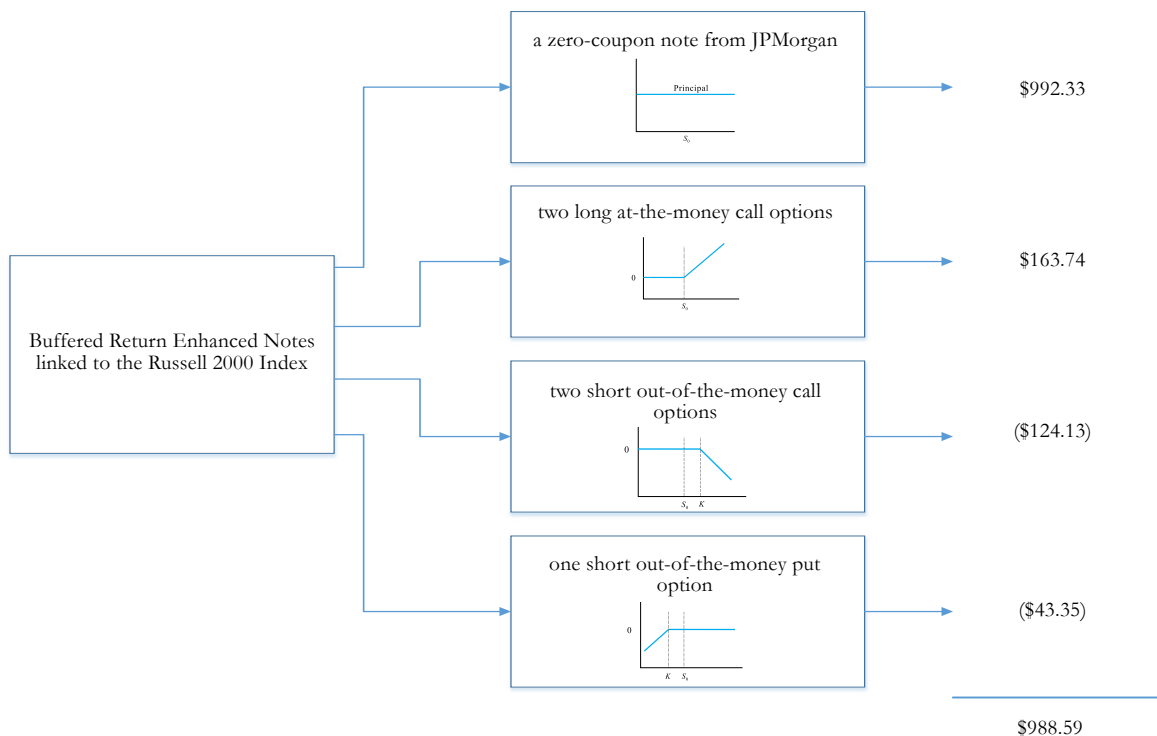 a zero-coupon note from JPMorgan
Principal
S0
$992.33
two long at-the-money call options
0
S0
$163.74
Buffered Return Enhanced Notes
linked to the Russell 2000 Index
two short out-of-the-money call
options
0
S0 K
($124.13)
one short out-of-the-money put
option
0
K S0
($43.35)
$988.59